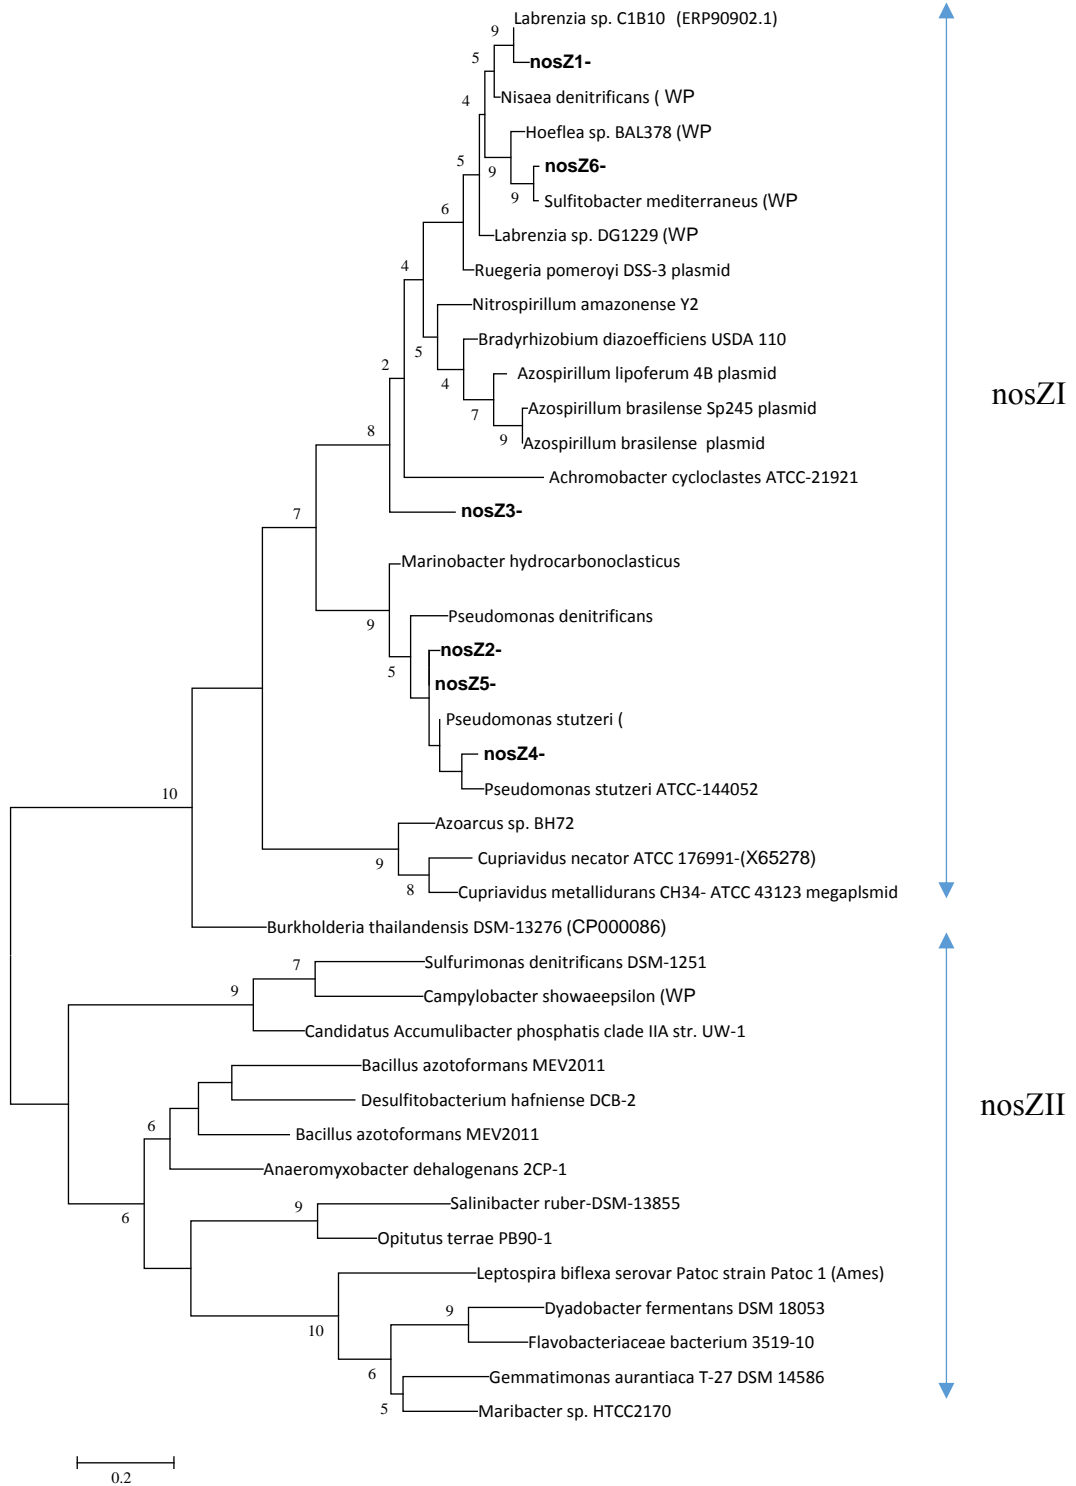 Labrenzia sp. C1B10 (ERP90902.1)
9
nosZ1-
5
Nisaea denitrificans ( WP
4
Hoeflea sp. BAL378 (WP
5
nosZ6-
9
9
Sulfitobacter mediterraneus (WP
6
Labrenzia sp. DG1229 (WP
4
Ruegeria pomeroyi DSS-3 plasmid
Nitrospirillum amazonense Y2
Bradyrhizobium diazoefficiens USDA 110
5
2
Azospirillum lipoferum 4B plasmid
4
nosZI
Azospirillum brasilense Sp245 plasmid
7
8
9
Azospirillum brasilense plasmid
Achromobacter cycloclastes ATCC-21921
nosZ3-
7
Marinobacter hydrocarbonoclasticus
Pseudomonas denitrificans
9
nosZ2-
5
nosZ5-
Pseudomonas stutzeri (
nosZ4-
Pseudomonas stutzeri ATCC-144052
10
Azoarcus sp. BH72
9
Cupriavidus necator ATCC 176991-(X65278)
8
Cupriavidus metallidurans CH34- ATCC 43123 megaplsmid
Burkholderia thailandensis DSM-13276 (CP000086)
7
Sulfurimonas denitrificans DSM-1251
9
Campylobacter showaeepsilon (WP
Candidatus Accumulibacter phosphatis clade IIA str. UW-1
Bacillus azotoformans MEV2011
Desulfitobacterium hafniense DCB-2
nosZII
6
Bacillus azotoformans MEV2011
Anaeromyxobacter dehalogenans 2CP-1
9
Salinibacter ruber-DSM-13855
6
Opitutus terrae PB90-1
Leptospira biflexa serovar Patoc strain Patoc 1 (Ames)
9
Dyadobacter fermentans DSM 18053
10
Flavobacteriaceae bacterium 3519-10
6
Gemmatimonas aurantiaca T-27 DSM 14586
5
Maribacter sp. HTCC2170
0.2